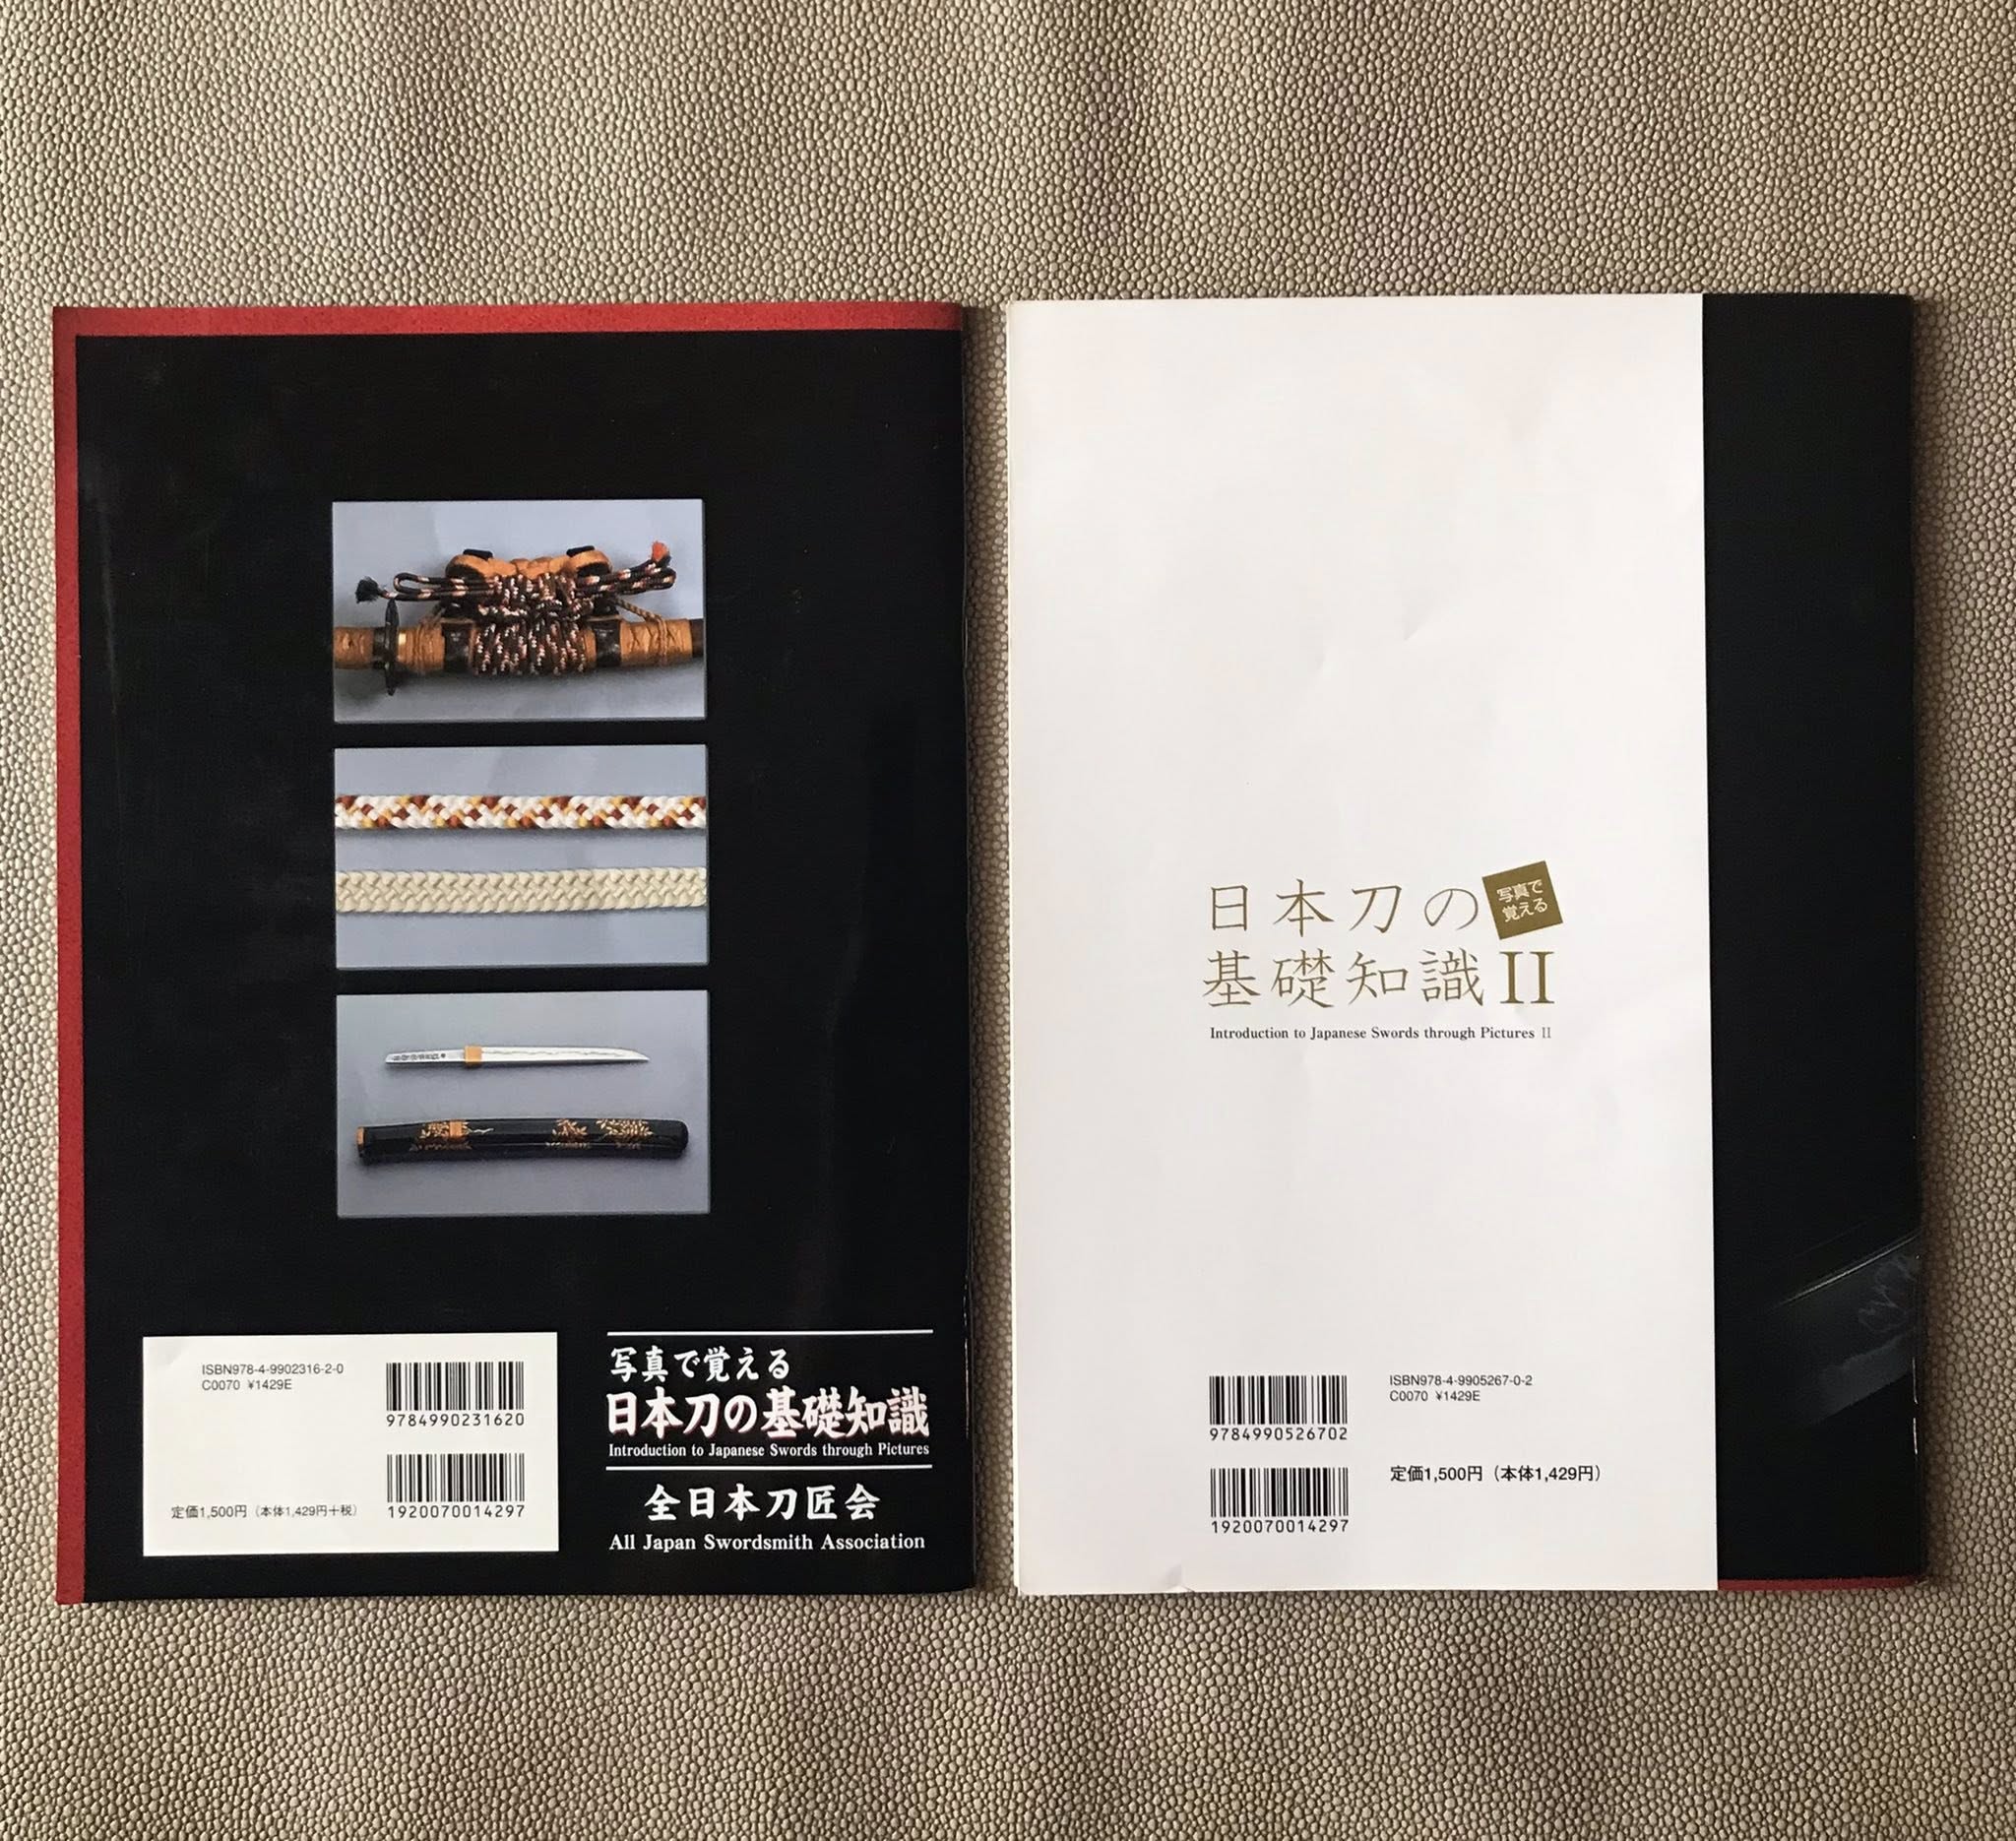 ISBN978-4-9902316-2-0
C0070 ¥1429E
9784990231620
定価1,500円（本体1,429円+税）
1920070014297
写真で覚える
日本刀の基礎知識
Introduction to Japanese Swords through Pictures
全日本刀匠会
All Japan Swordsmith Association
日本刀の
写真で
覚える
基礎知識II
Introduction to Japanese Swords through Pictures II
9784990526702
ISBN978-4-9905267-0-2
C0070 ¥1429E
定価1,500円（本体1,429円）
1920070014297